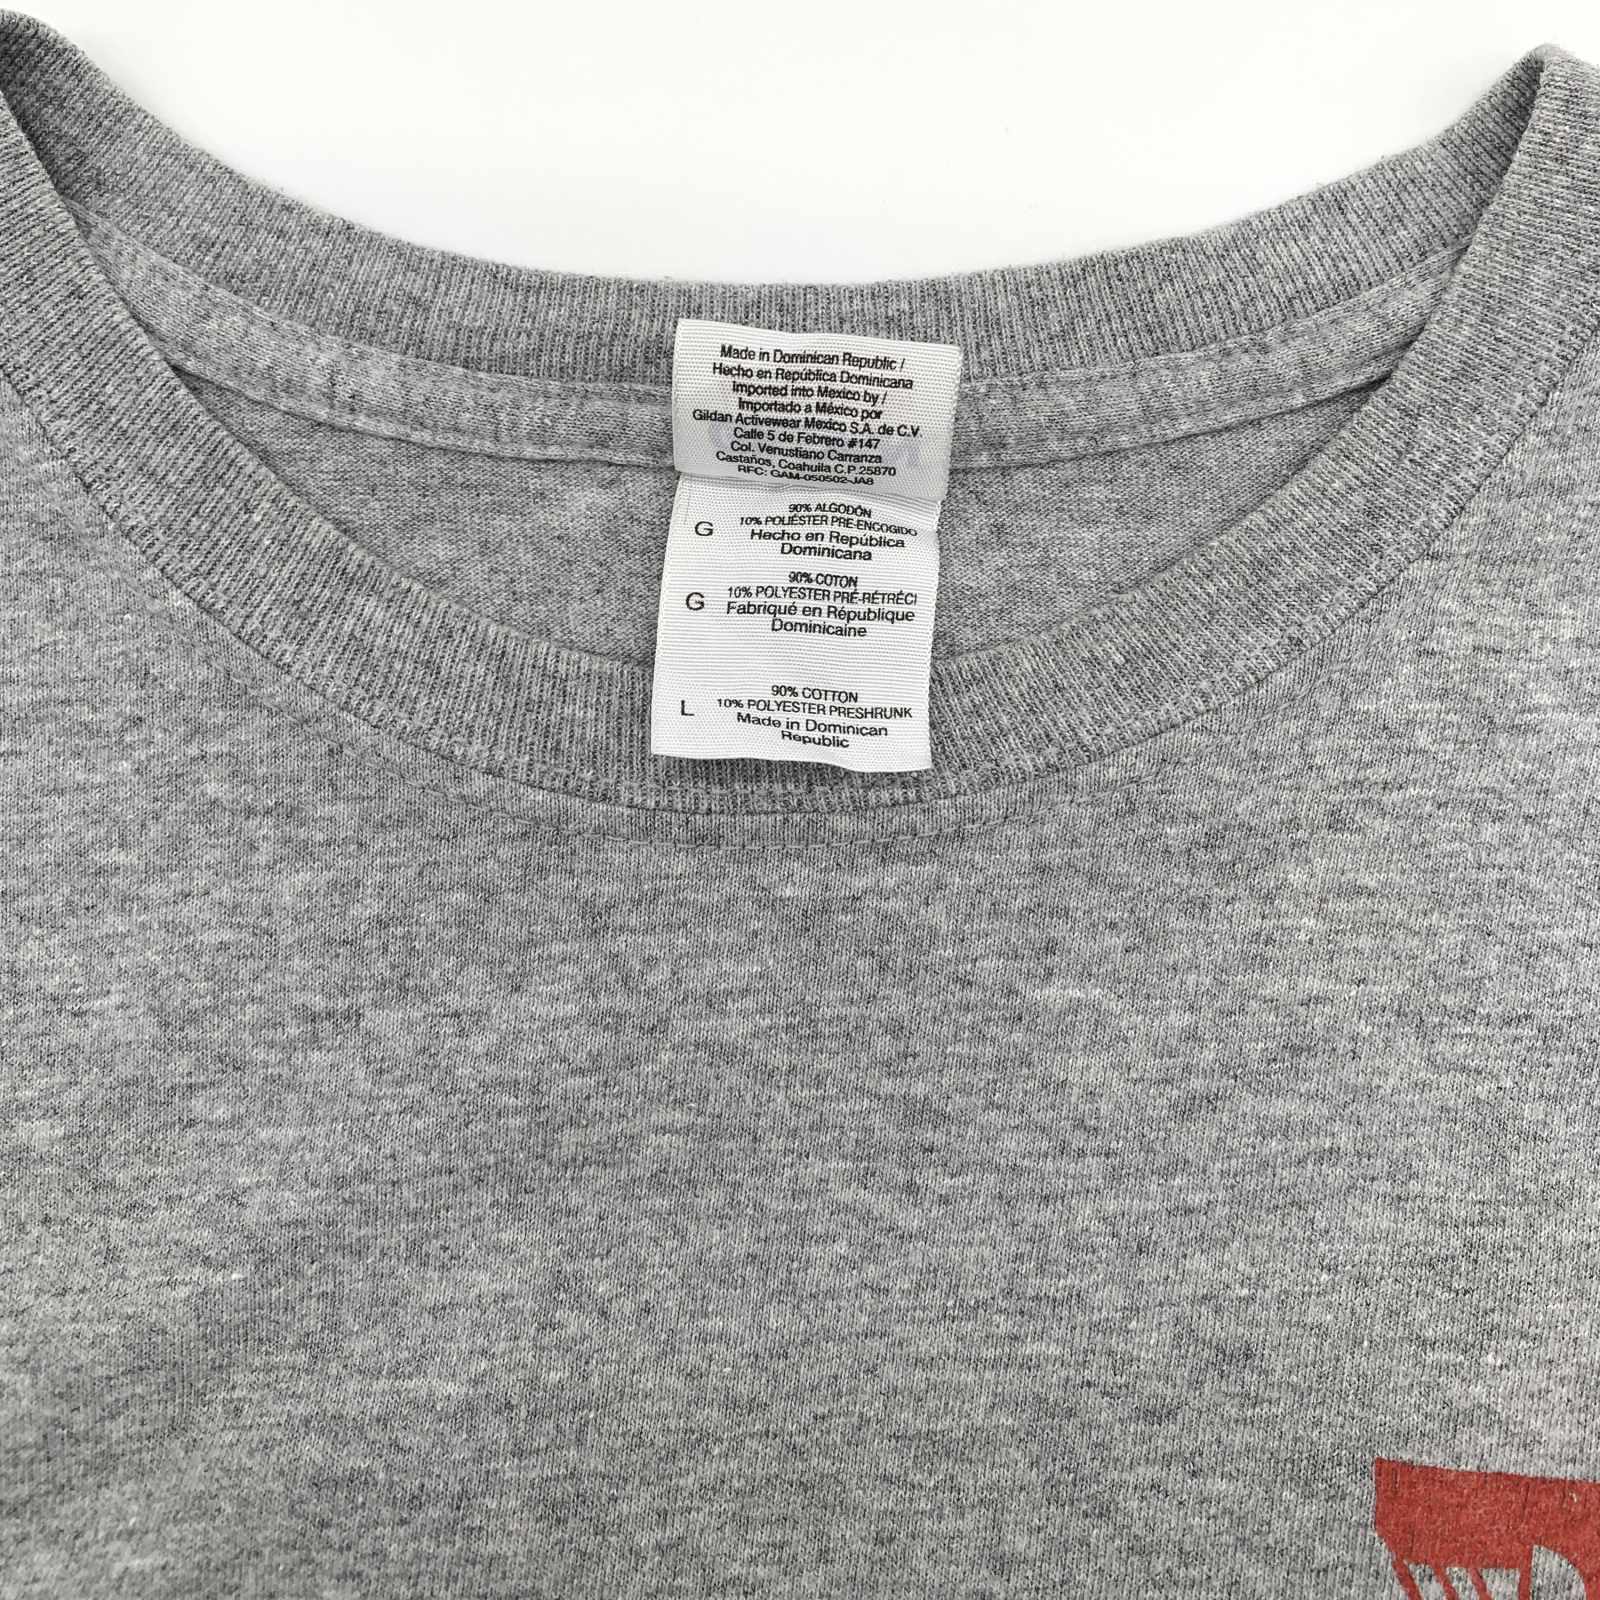 Made in Dominican Republic /
Hecho en República Dominicana
Imported into Mexico by /
Importado a México por
Gildan Activewear Mexico S.A. de C.V.
Calle 5 de Febrero #147
Col. Venustiano Carranza
Castaños, Coahuila C.P. 25870
RFC: GAM-050502-JA8
90% ALGODÓN
10% POLIÉSTER PRE-ENCOGIDO
G
Hecho en República
Dominicana
90% COTON
10% POLYESTER PRÉ-RÉTRÉCI
G
Fabriqué en République
Dominicaine
90% COTTON
10% POLYESTER PRESHRUNK
L
Made in Dominican
Republic